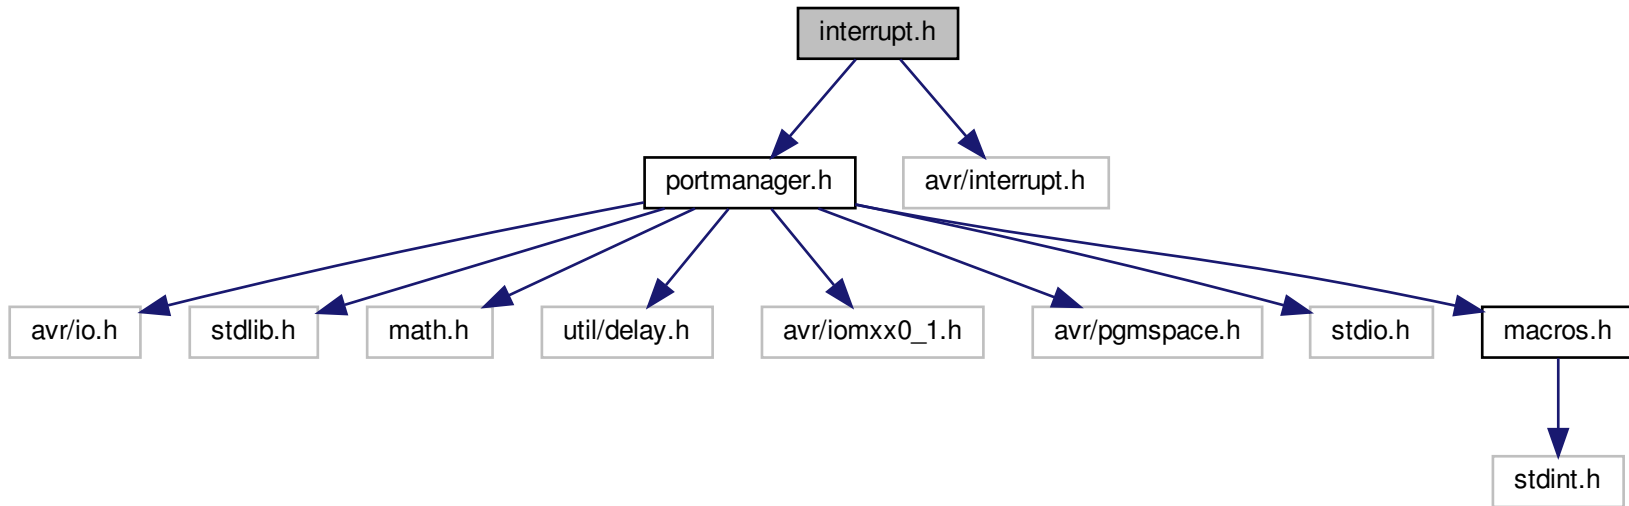 interrupt.h
portmanager.h
avr/interrupt.h
avr/io.h
stdlib.h
math.h
util/delay.h
avr/iomxx0_1.h
avr/pgmspace.h
stdio.h
macros.h
stdint.h